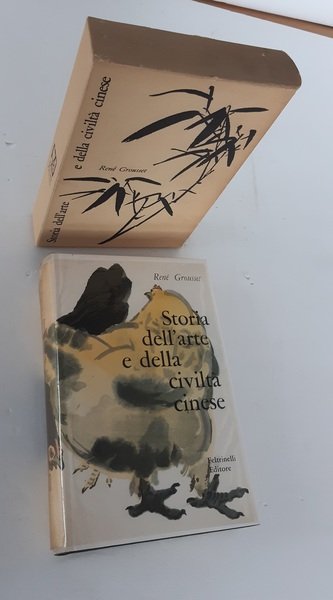 Storia dell'arte
e della civiltà cinese
René Grousset
René Grousset
Storia
dell'arte
e della
civiltà
cinese
Feltrinelli
Editore